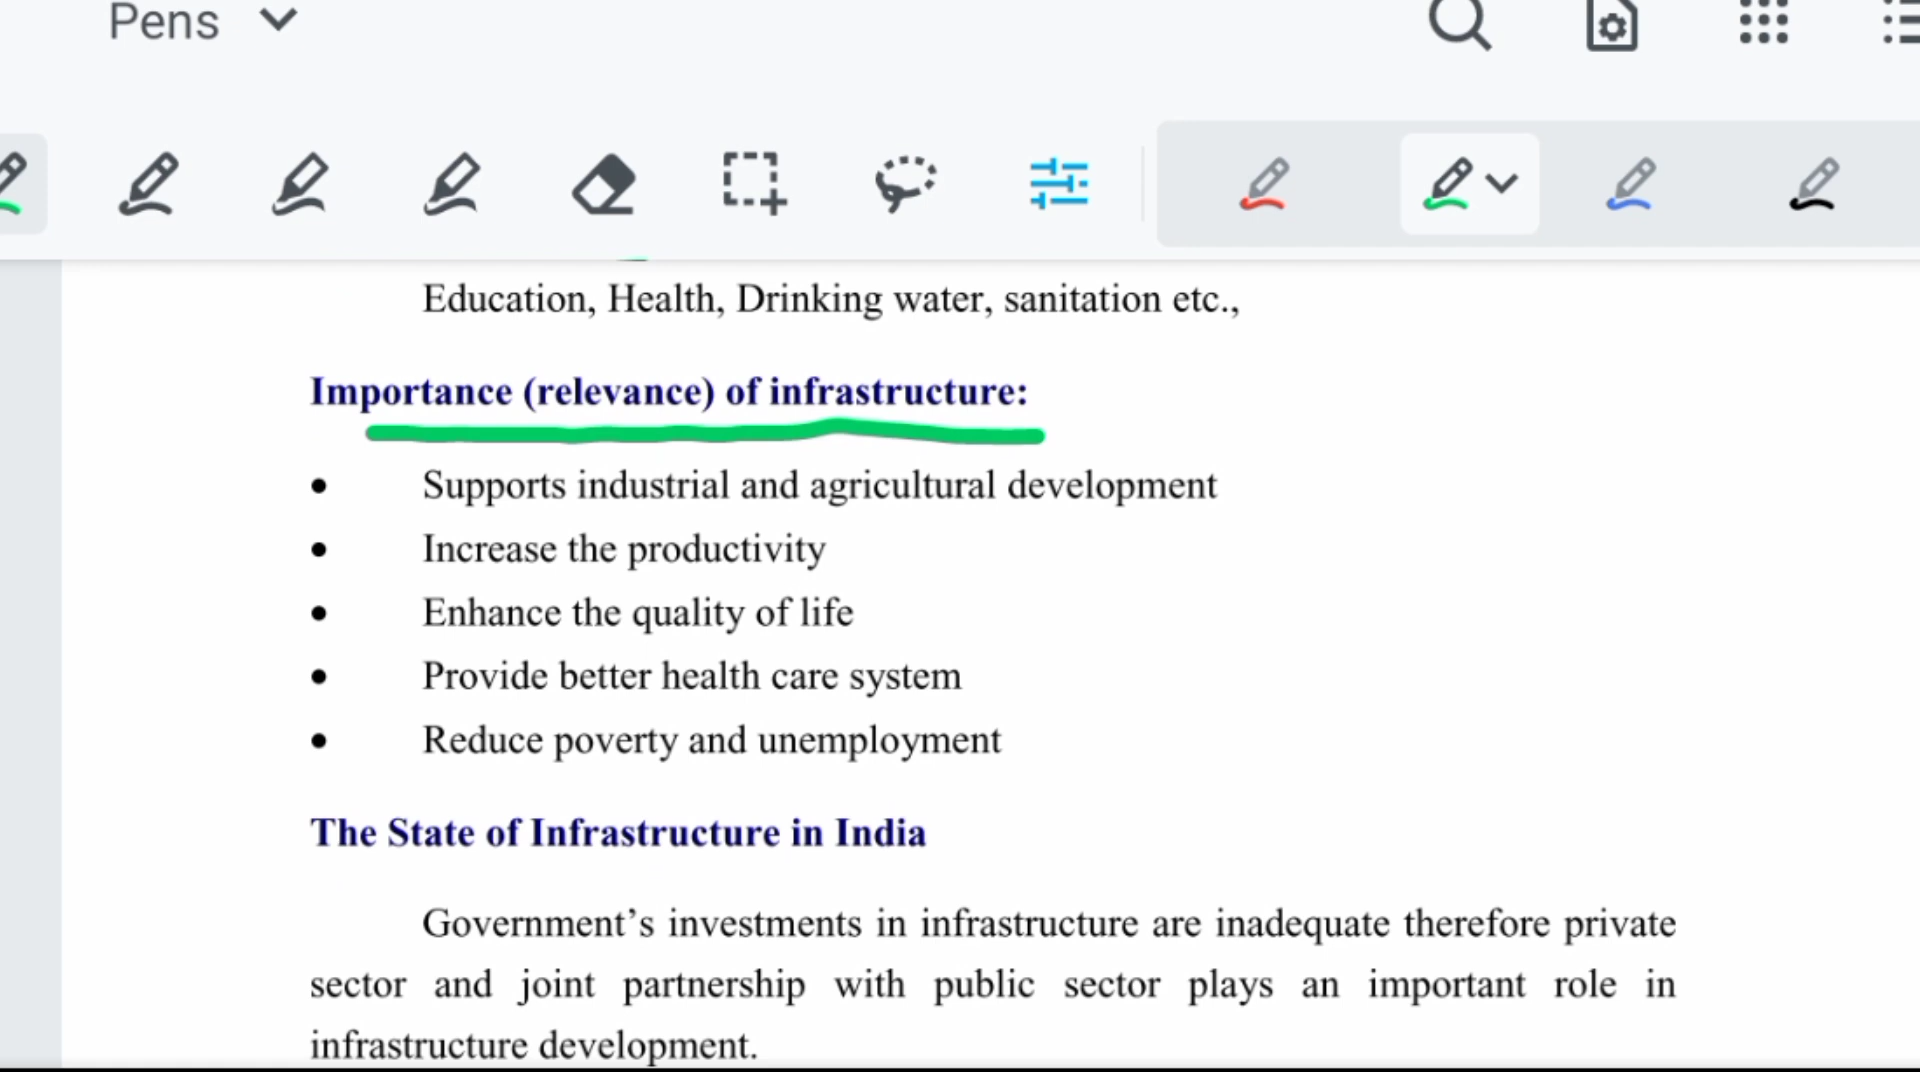 Pens
Education, Health, Drinking water, sanitation etc.,
Importance (relevance) of infrastructure:
• Supports industrial and agricultural development
• Increase the productivity
• Enhance the quality of life
• Provide better health care system
• Reduce poverty and unemployment
The State of Infrastructure in India
Government’s investments in infrastructure are inadequate therefore private
sector and joint partnership with public sector plays an important role in
infrastructure development.